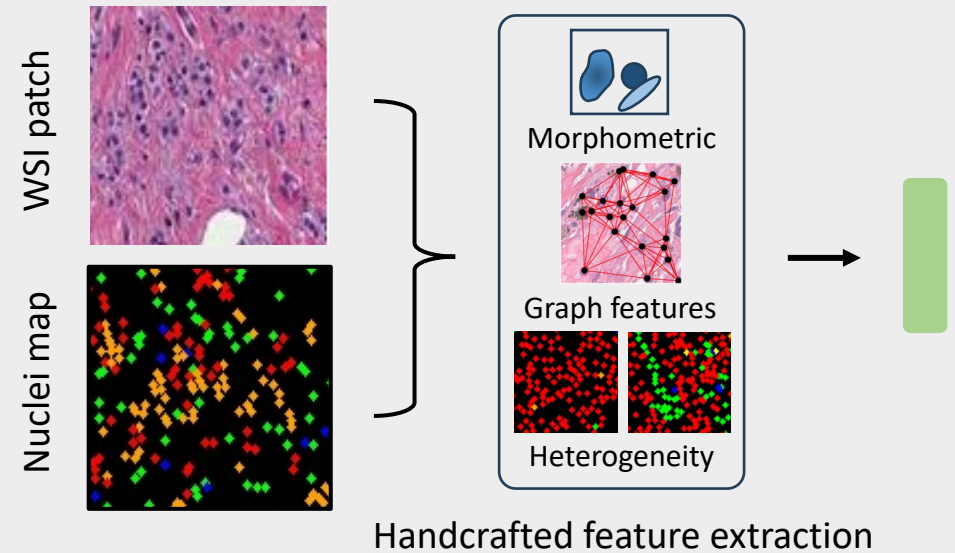 WSI patch
Nuclei map
Morphometric
Graph features
Heterogeneity
Handcrafted feature extraction